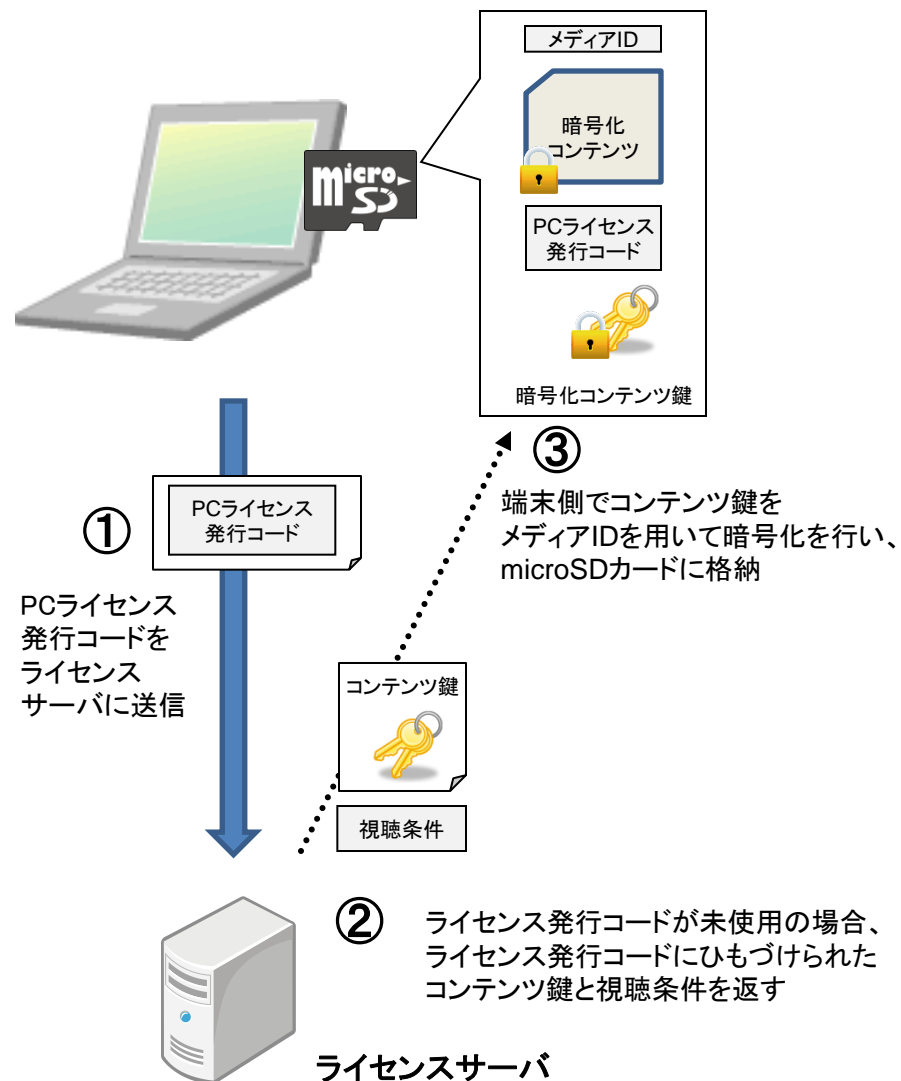 メディアID
暗号化
コンテンツ
micro
SD
PCライセンス
発行コード
暗号化コンテンツ鍵
③
端末側でコンテンツ鍵を
メディアIDを用いて暗号化を行い、
microSDカードに格納
①
PCライセンス
発行コード
PCライセンス
発行コードを
ライセンス
サーバに送信
コンテンツ鍵
視聴条件
②
ライセンス発行コードが未使用の場合、
ライセンス発行コードにひもづけられた
コンテンツ鍵と視聴条件を返す
ライセンスサーバ